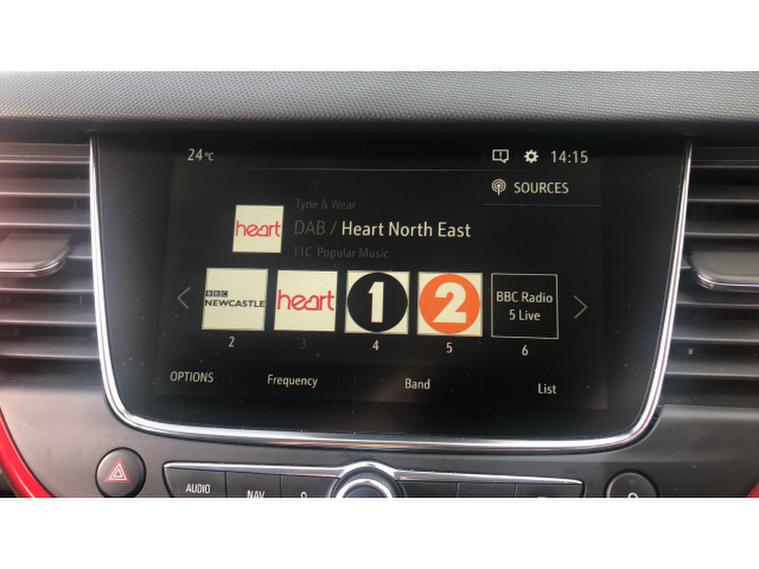 24°C 14:15
SOURCES
Tyne & Wear
heart DAB / Heart North East
11C Popular Music
BBC NEWCASTLE heart 1 2 BBC Radio 5 Live
2 3 4 5 6
OPTIONS Frequency Band List
AUDIO NAV